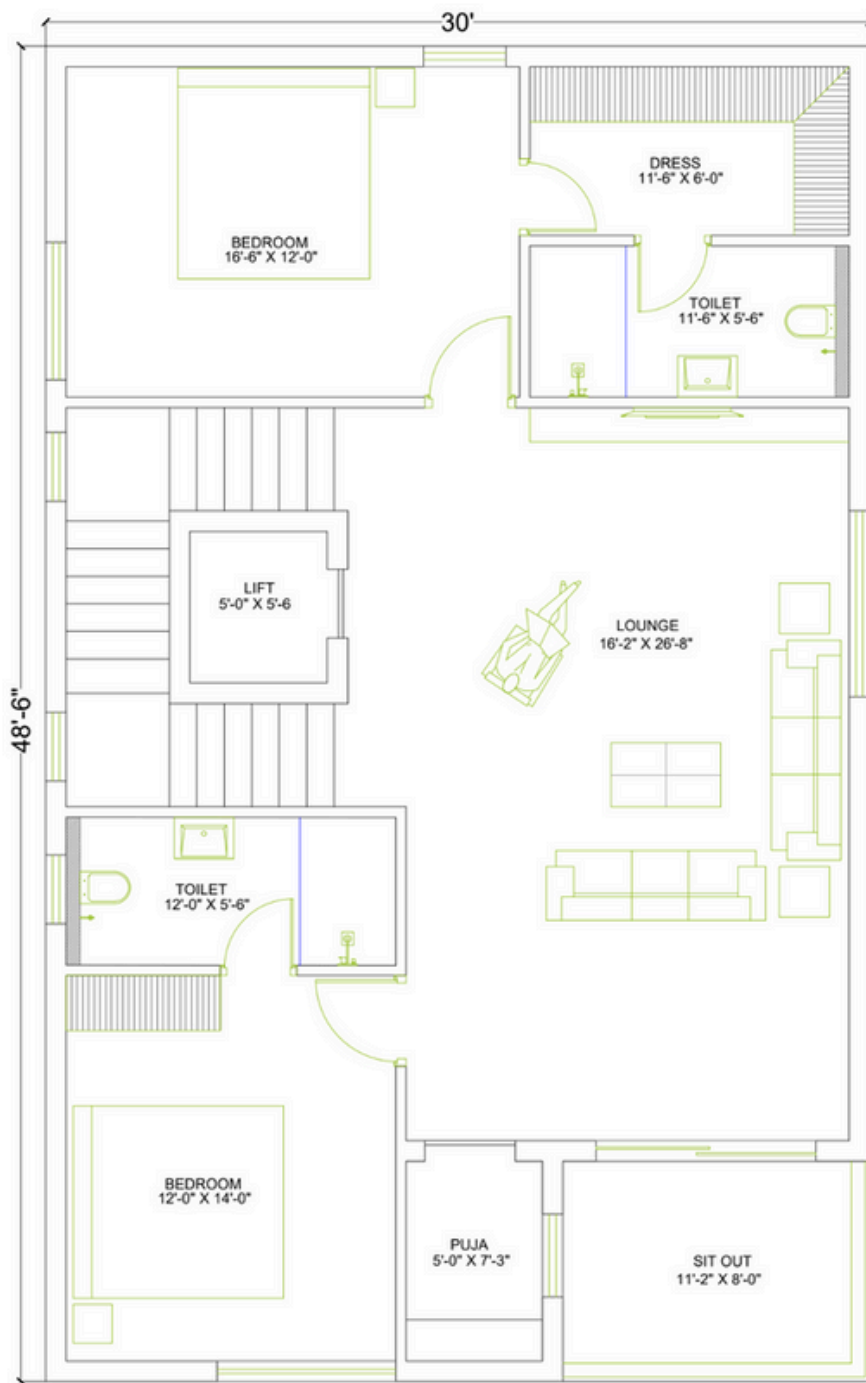 30'
DRESS
11'-6" X 6'-0"
BEDROOM
16'-6" X 12'-0"
TOILET
11'-6" X 5'-6"
LIFT
5'-0" X 5'-6
LOUNGE
16'-2" X 26'-8"
48'-6"
TOILET
12'-0" X 5'-6"
BEDROOM
12'-0" X 14'-0"
PUJA
5'-0" X 7'-3"
SIT OUT
11'-2" X 8'-0"